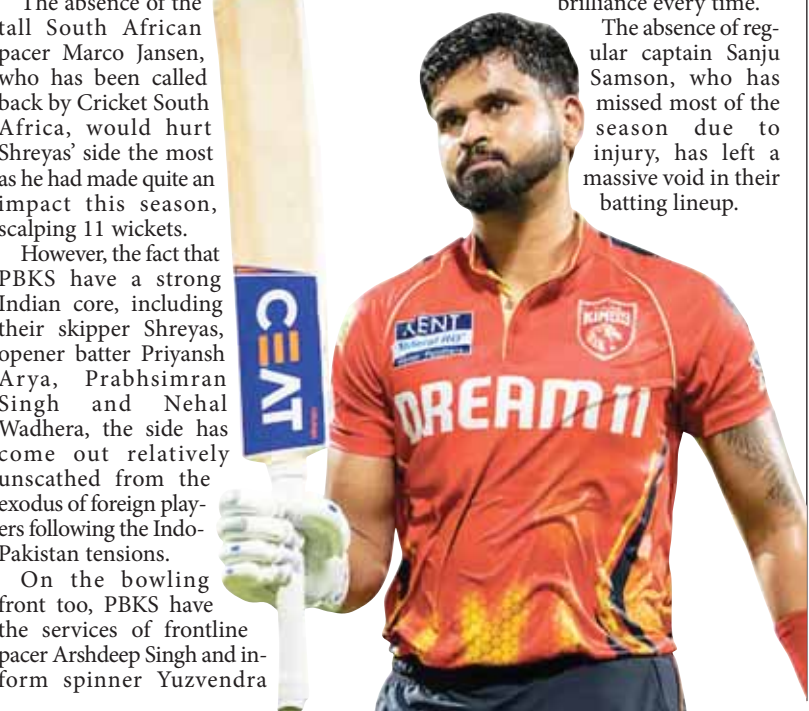 The absence of the
tall South African
pacer Marco Jansen,
who has been called
back by Cricket South
Africa, would hurt
Shreyas' side the most
as he had made quite an
impact this season,
scalping 11 wickets.
However, the fact that
PBKS have a strong
Indian core, including
their skipper Shreyas,
opener batter Priyansh
Arya, Prabhsimran
Singh and Nehal
Wadhera, the side has
come out relatively
unscathed from the
exodus of foreign play-
ers following the Indo-
Pakistan tensions.
On the bowling
front too, PBKS have
the services of frontline
pacer Arshdeep Singh and in-
form spinner Yuzvendra
CEAT
KENT
Mineral RO
KINGS
DREAM11
brilliance every time.
The absence of reg-
ular captain Sanju
Samson, who has
missed most of the
season due to
injury, has left a
massive void in their
batting lineup.